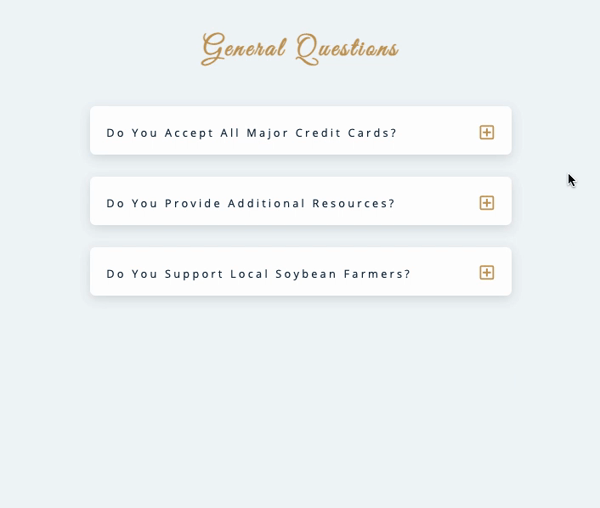 General Questions
Do You Accept All Major Credit Cards?
Do You Provide Additional Resources?
Do You Support Local Soybean Farmers?